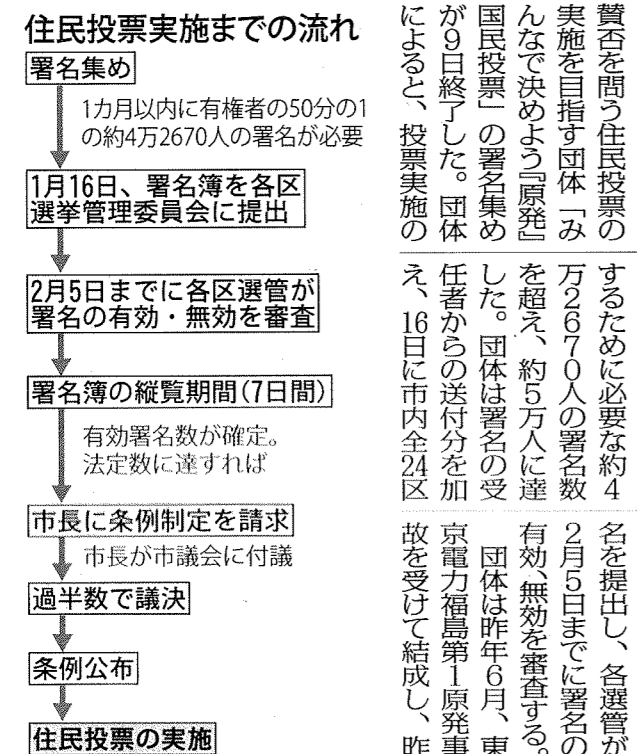 住民投票実施までの流れ
署名集め
1カ月以内に有権者の50分の1
の約4万2670人の署名が必要
1月16日、署名簿を各区
選挙管理委員会に提出
2月5日までに各区選管が
署名の有効・無効を審査
署名簿の縦覧期間(7日間)
有効署名数が確定。
法定数に達すれば
市長に条例制定を請求
市長が市議会に付議
過半数で議決
条例公布
住民投票の実施
賛否を問う住民投票の
実施を目指す団体「み
んなで決めよう『原発』
国民投票」の署名集め
が9日終了した。団体
によると、投票実施の
するために必要な約4
万2670人の署名数
を超え、約5万人に達
した。団体は署名の受
任者からの送付分を加
え、16日に市内全24区
名を提出し、各選管が
2月5日までに署名の
有効、無効を審査する。
団体は昨年6月、東
京電力福島第1原発事
故を受けて結成し、昨